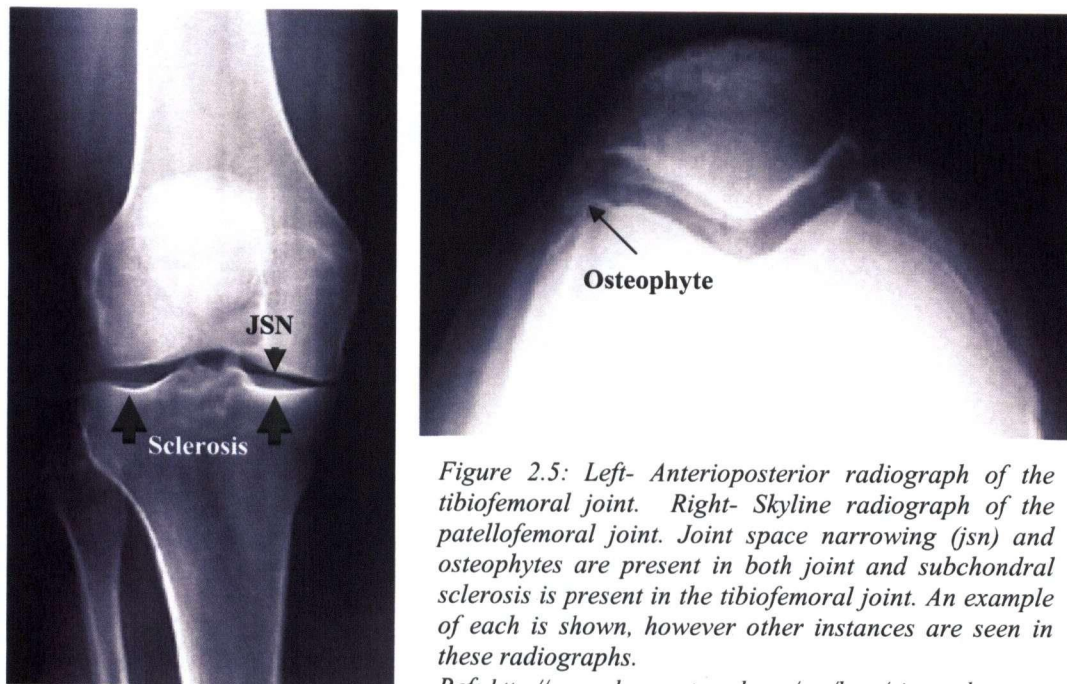 JSN
Sclerosis
Osteophyte
Figure 2.5: Left- Anterioposterior radiograph of the
tibiofemoral joint. Right- Skyline radiograph of the
patellofemoral joint. Joint space narrowing (jsn) and
osteophytes are present in both joint and subchondral
sclerosis is present in the tibiofemoral joint. An example
of each is shown, however other instances are seen in
these radiographs.